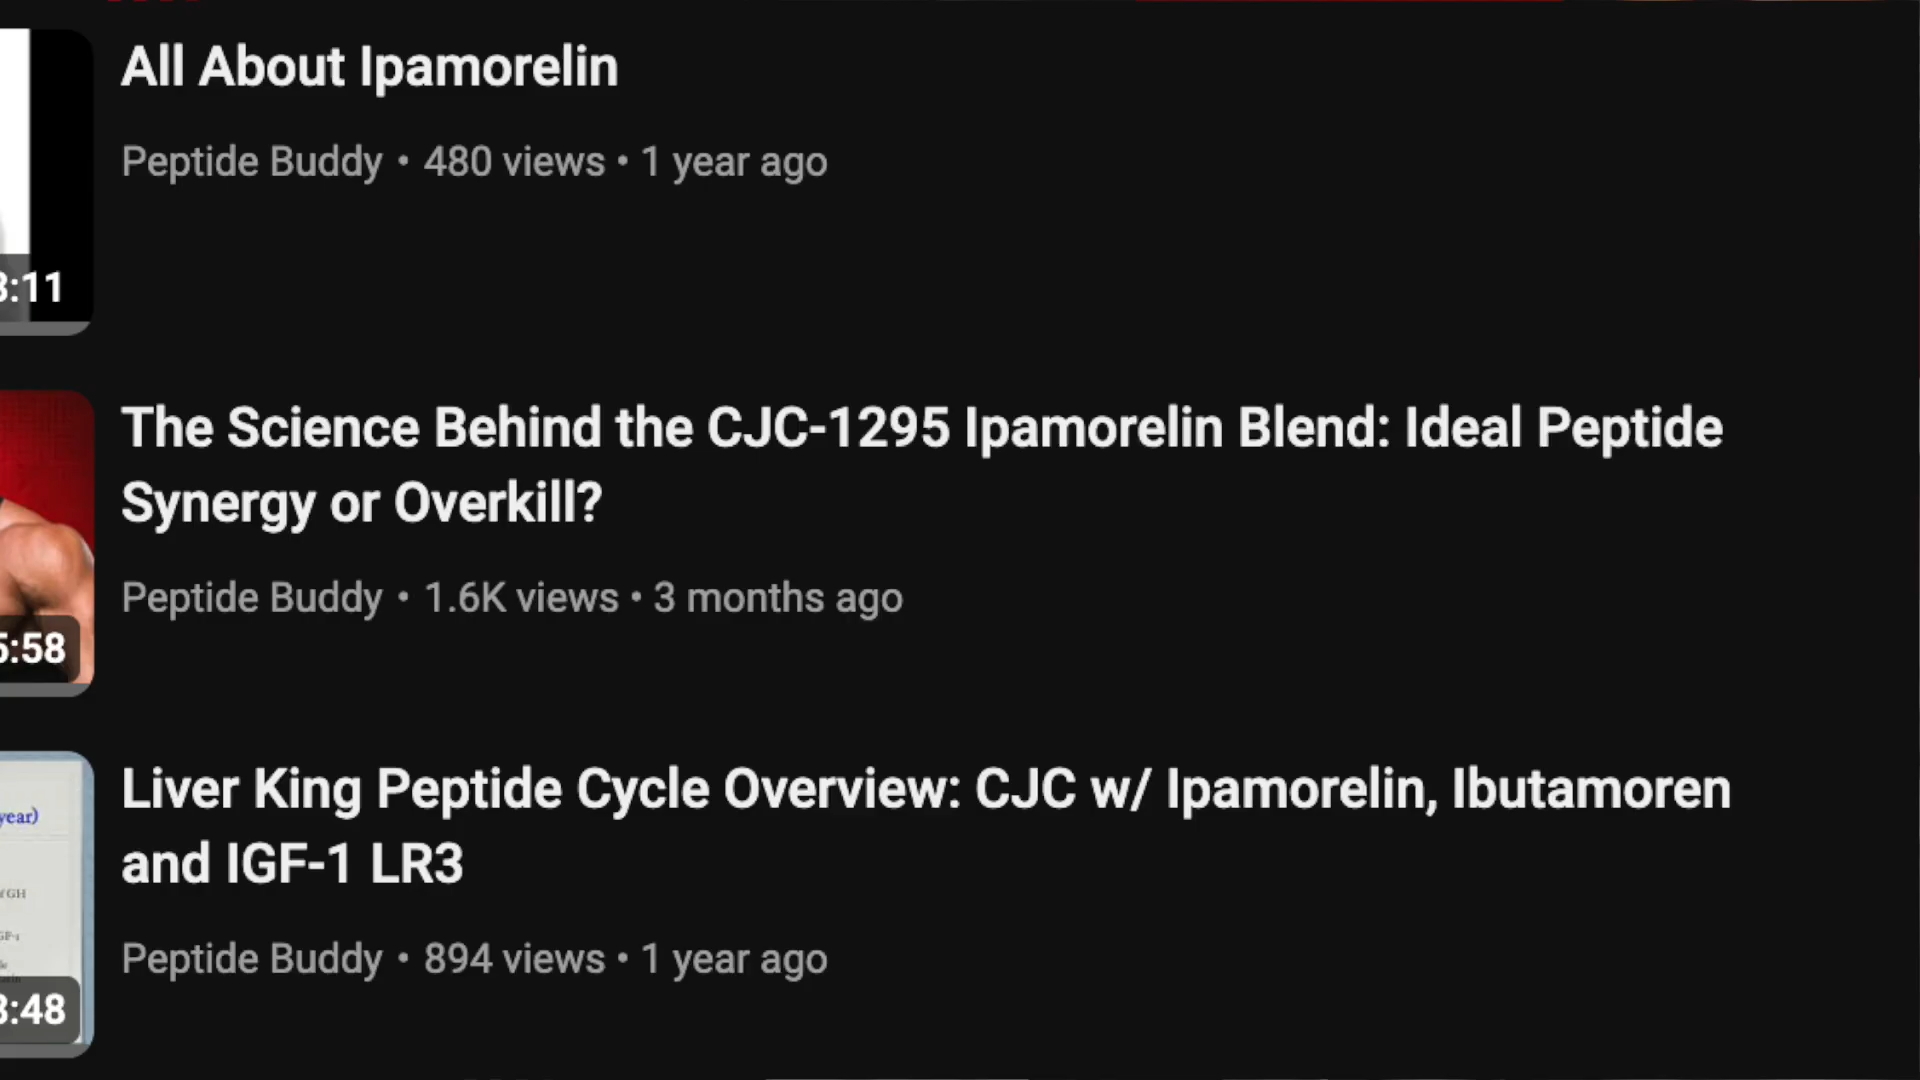 All About Ipamorelin
Peptide Buddy • 480 views • 1 year ago
:11
The Science Behind the CJC-1295 Ipamorelin Blend: Ideal Peptide
Synergy or Overkill?
Peptide Buddy • 1.6K views • 3 months ago
:58
Liver King Peptide Cycle Overview: CJC w/ Ipamorelin, Ibutamoren
and IGF-1 LR3
Peptide Buddy • 894 views • 1 year ago
year)
GH
:48